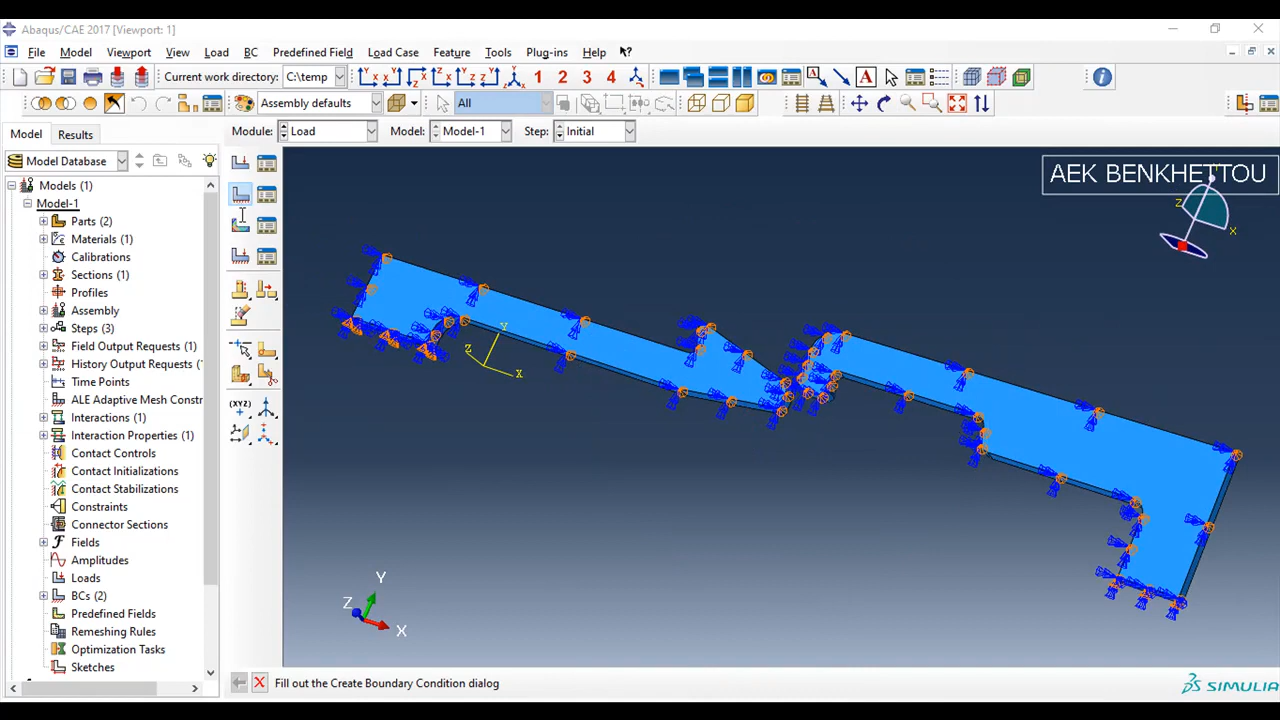 Abaqus/CAE 2017 [Viewport: 1]
File Model Viewport View Load BC Predefined Field Load Case Feature Tools Plug-ins Help
Current work directory: C:\temp 1 2 3 4 A i
Assembly defaults All
Model Results Module: Load Model: Model-1 Step: Initial
Model Database
Models (1)
Model-1
Parts (2)
Materials (1)
Calibrations
Sections (1)
Profiles
Assembly
Steps (3)
Field Output Requests (
History Output Requests (
Time Points
ALE Adaptive Mesh Constr
Interactions (1)
Interaction Properties (1)
Contact Controls
Contact Initializations
Contact Stabilizations
Constraints
Connector Sections
Fields
Amplitudes
Loads
BCs (2)
Predefined Fields
Remeshing Rules
Optimization Tasks
Sketches
(XYZ)
AEK BENKHETTOU
Y
Z
X
Y
Z
X
Y
Z
X
Fill out the Create Boundary Condition dialog
SIMULIA